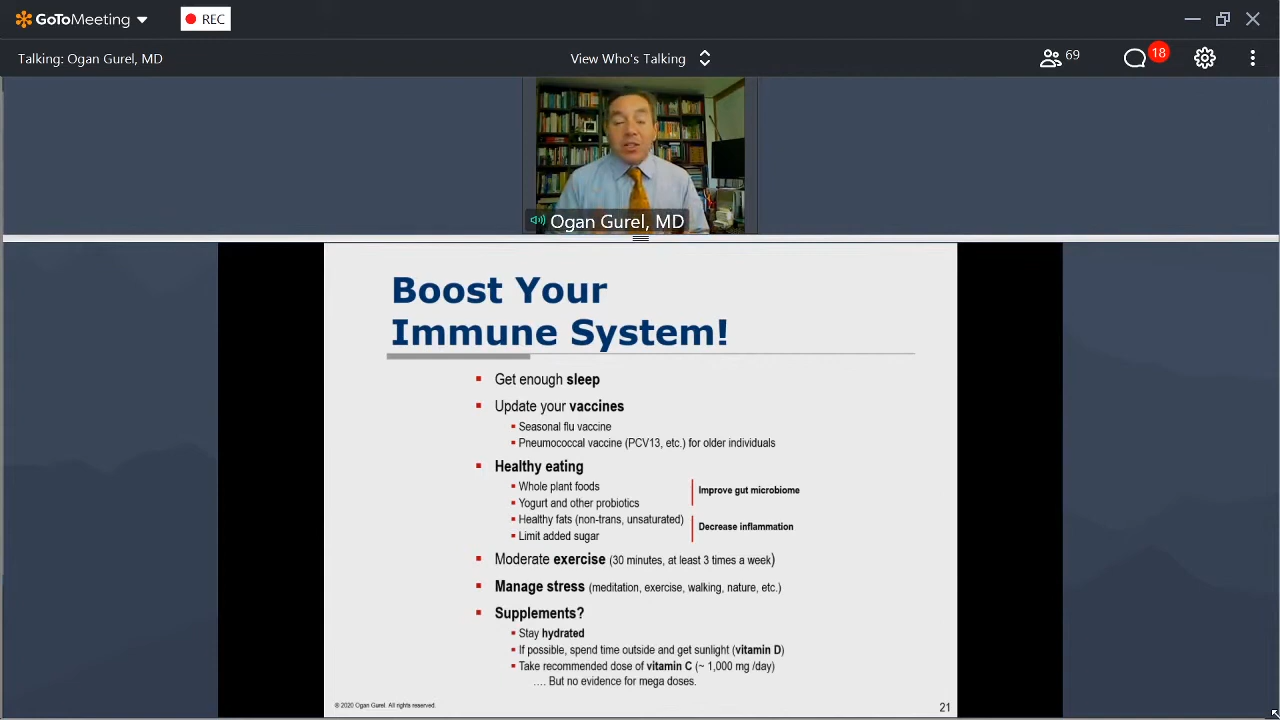 GoToMeeting
REC
Talking: Ogan Gurel, MD
View Who's Talking
69
18
Ogan Gurel, MD
Boost Your
Immune System!
Get enough sleep
Update your vaccines
Seasonal flu vaccine
Pneumococcal vaccine (PCV13, etc.) for older individuals
Healthy eating
Whole plant foods
Improve gut microbiome
Yogurt and other probiotics
Healthy fats (non-trans, unsaturated)
Decrease inflammation
Limit added sugar
Moderate exercise (30 minutes, at least 3 times a week)
Manage stress (meditation, exercise, walking, nature, etc.)
Supplements?
Stay hydrated
If possible, spend time outside and get sunlight (vitamin D)
Take recommended dose of vitamin C (~ 1,000 mg /day)
.... But no evidence for mega doses.
® 2020 Ogan Gurel. All rights reserved.
21